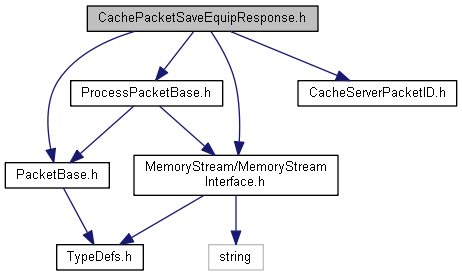 CachePacketSaveEquipResponse.h
ProcessPacketBase.h
CacheServerPacketID.h
PacketBase.h
MemoryStream/MemoryStream
Interface.h
TypeDefs.h
string